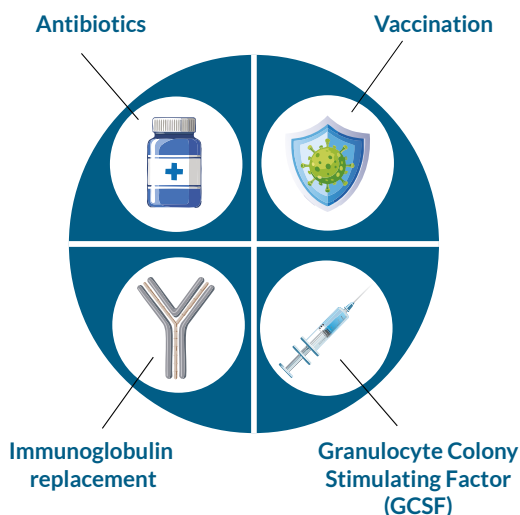 Antibiotics
Vaccination
Immunoglobulin
replacement
Granulocyte Colony
Stimulating Factor
(GCSF)